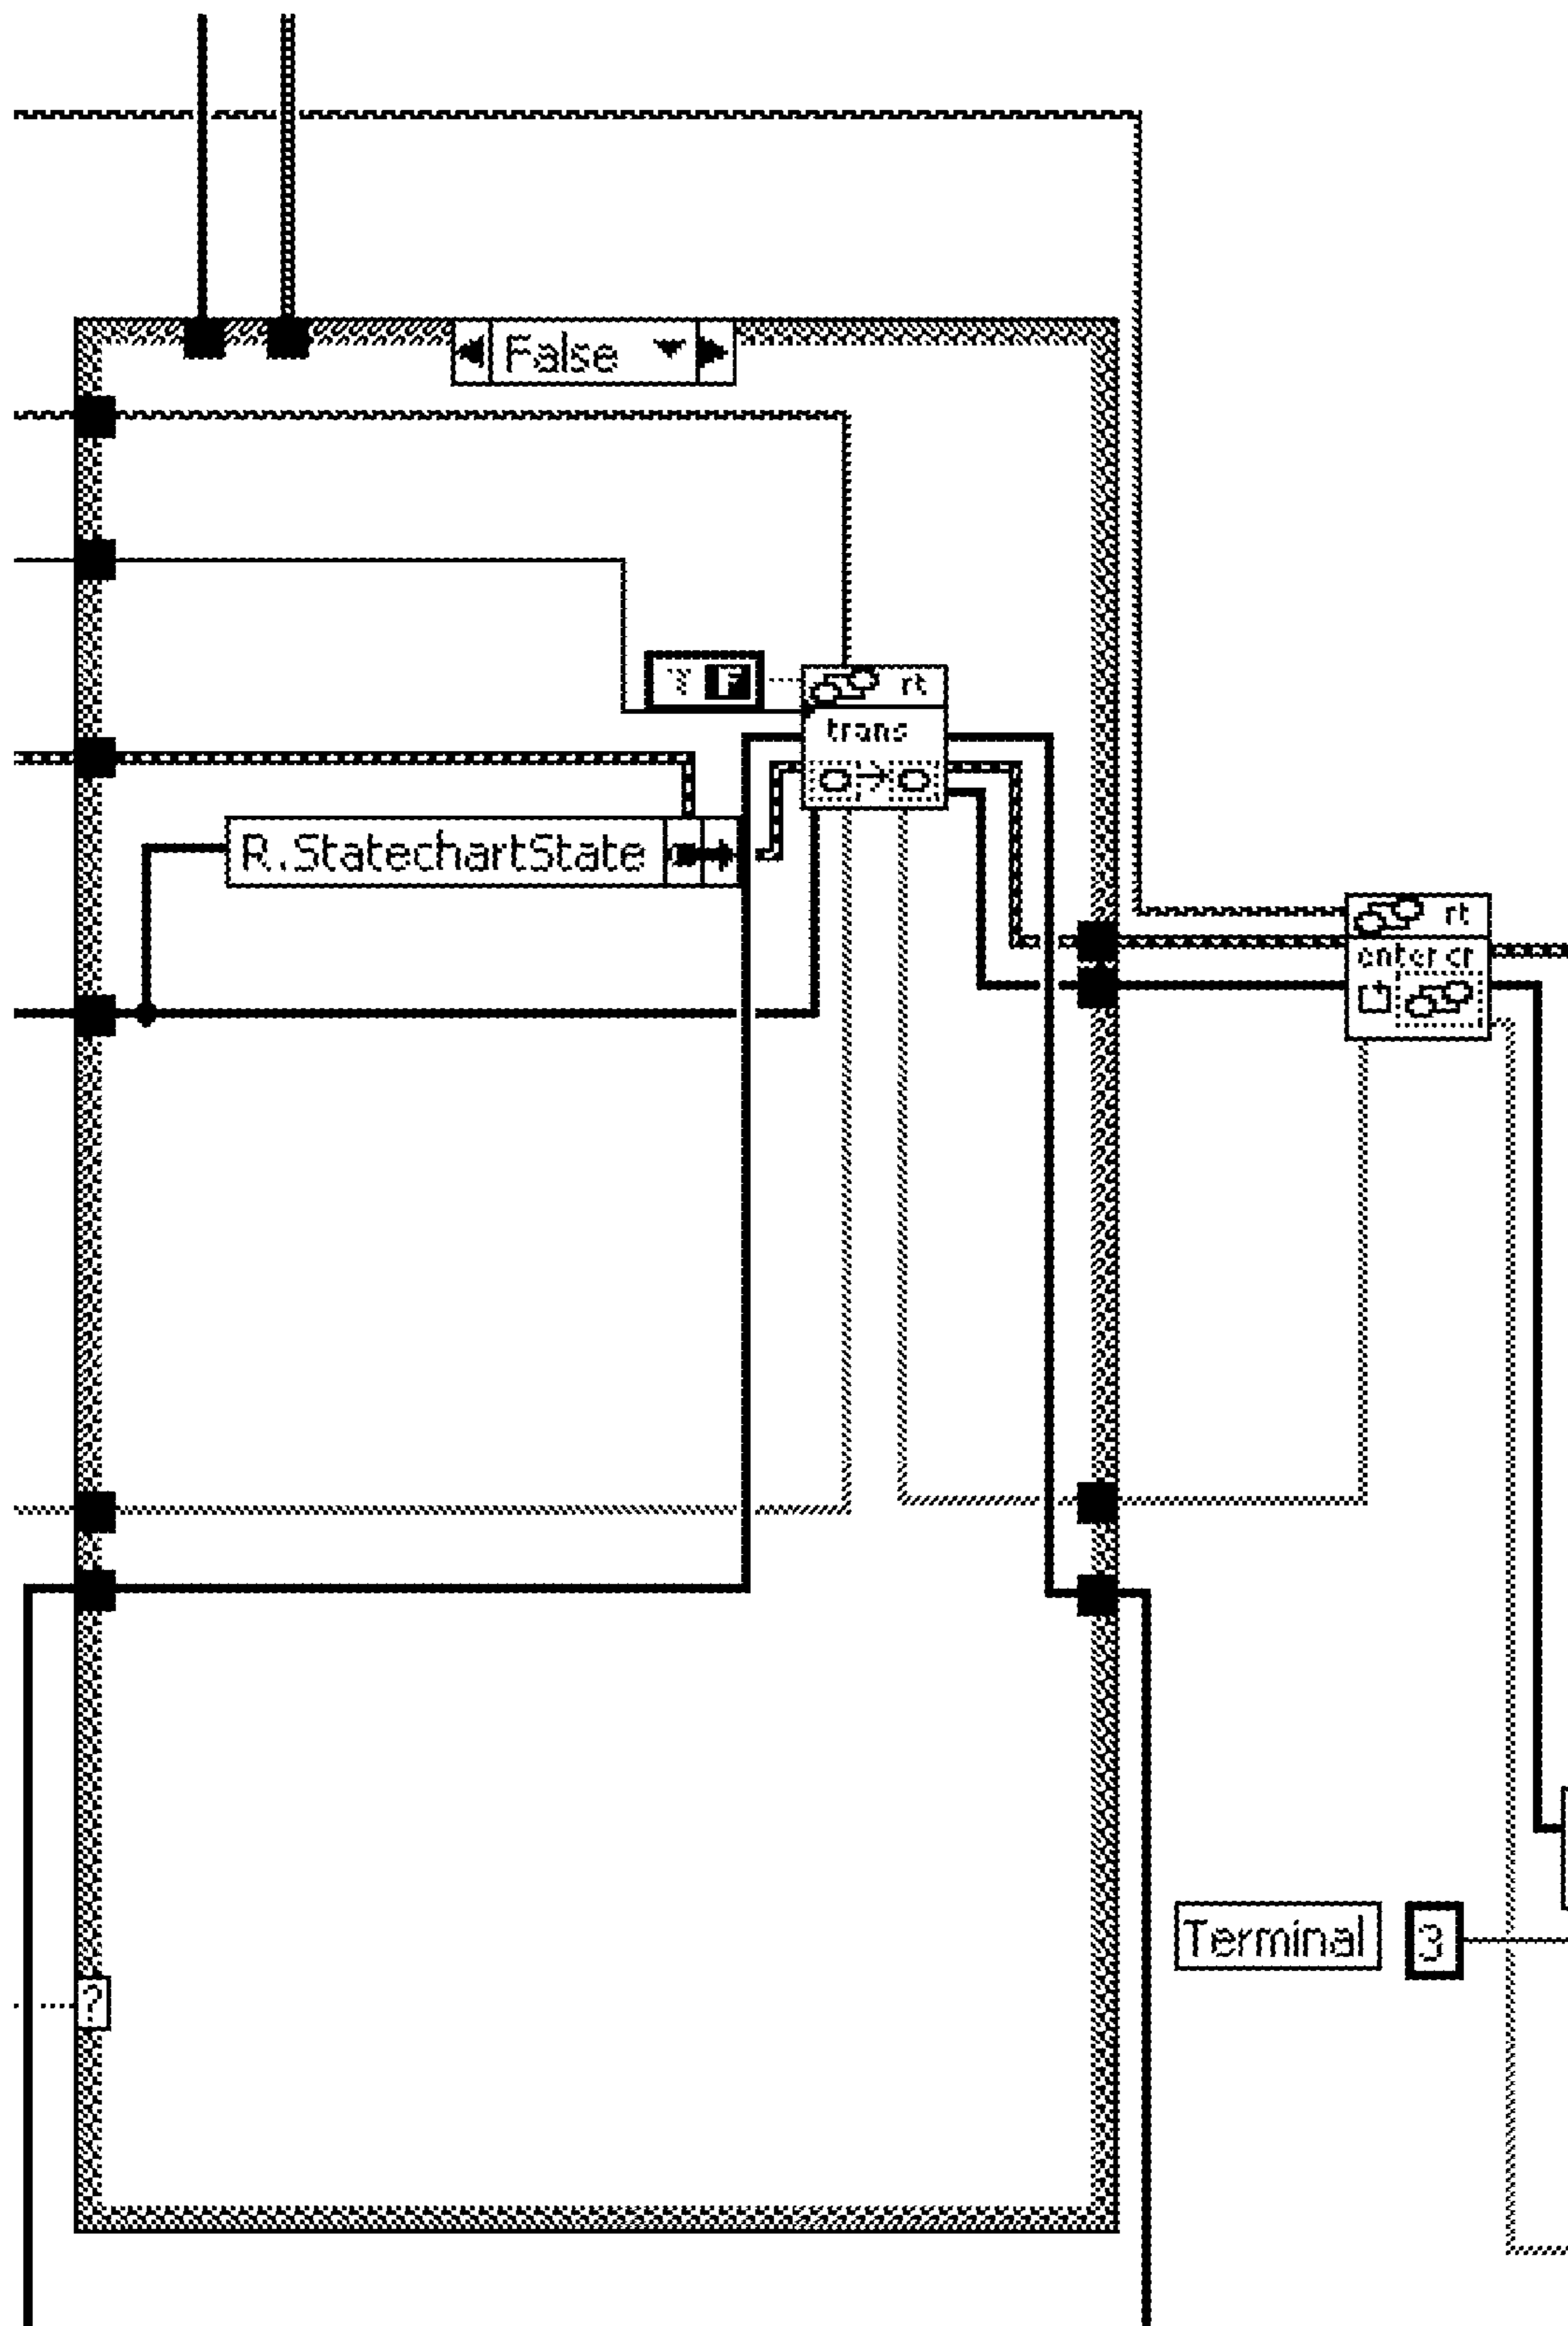 False
T F
rt
trans
R.StatechartState
rt
enter cr
Terminal 3
?